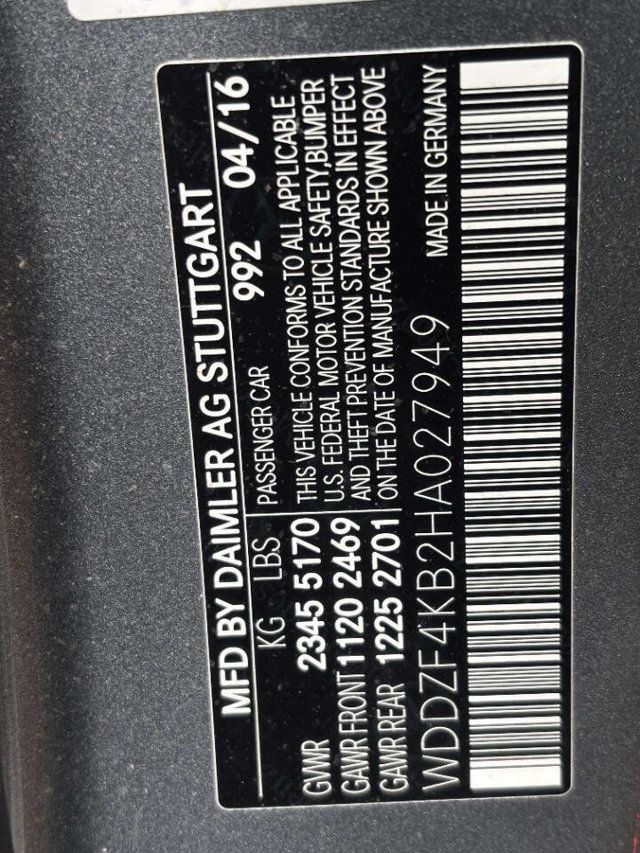 MFD BY DAIMLER AG STUTTGART
KG LBS PASSENGER CAR 992 04/16
GVWR 2345 5170 THIS VEHICLE CONFORMS TO ALL APPLICABLE
GAWR FRONT 1120 2469 U.S. FEDERAL MOTOR VEHICLE SAFETY,BUMPER
GAWR REAR 1225 2701 AND THEFT PREVENTION STANDARDS IN EFFECT
ON THE DATE OF MANUFACTURE SHOWN ABOVE
WDDZF4KB2HA027949 MADE IN GERMANY